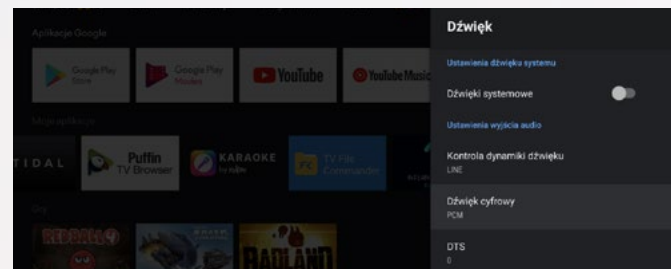 Aplikacje Google
Google Play
Store
Google Play
Movies
YouTube
YouTube Music
Moje aplikacje
TIDAL
Puffin
TV Browser
KARAOKE
TV File
Commander
Gry
REDBALL 4
BADLAND
Dźwięk
Ustawienia dźwięku systemu
Dźwięki systemowe
Ustawienia wyjścia audio
Kontrola dynamiki dźwięku
LINE
Dźwięk cyfrowy
PCM
DTS
0